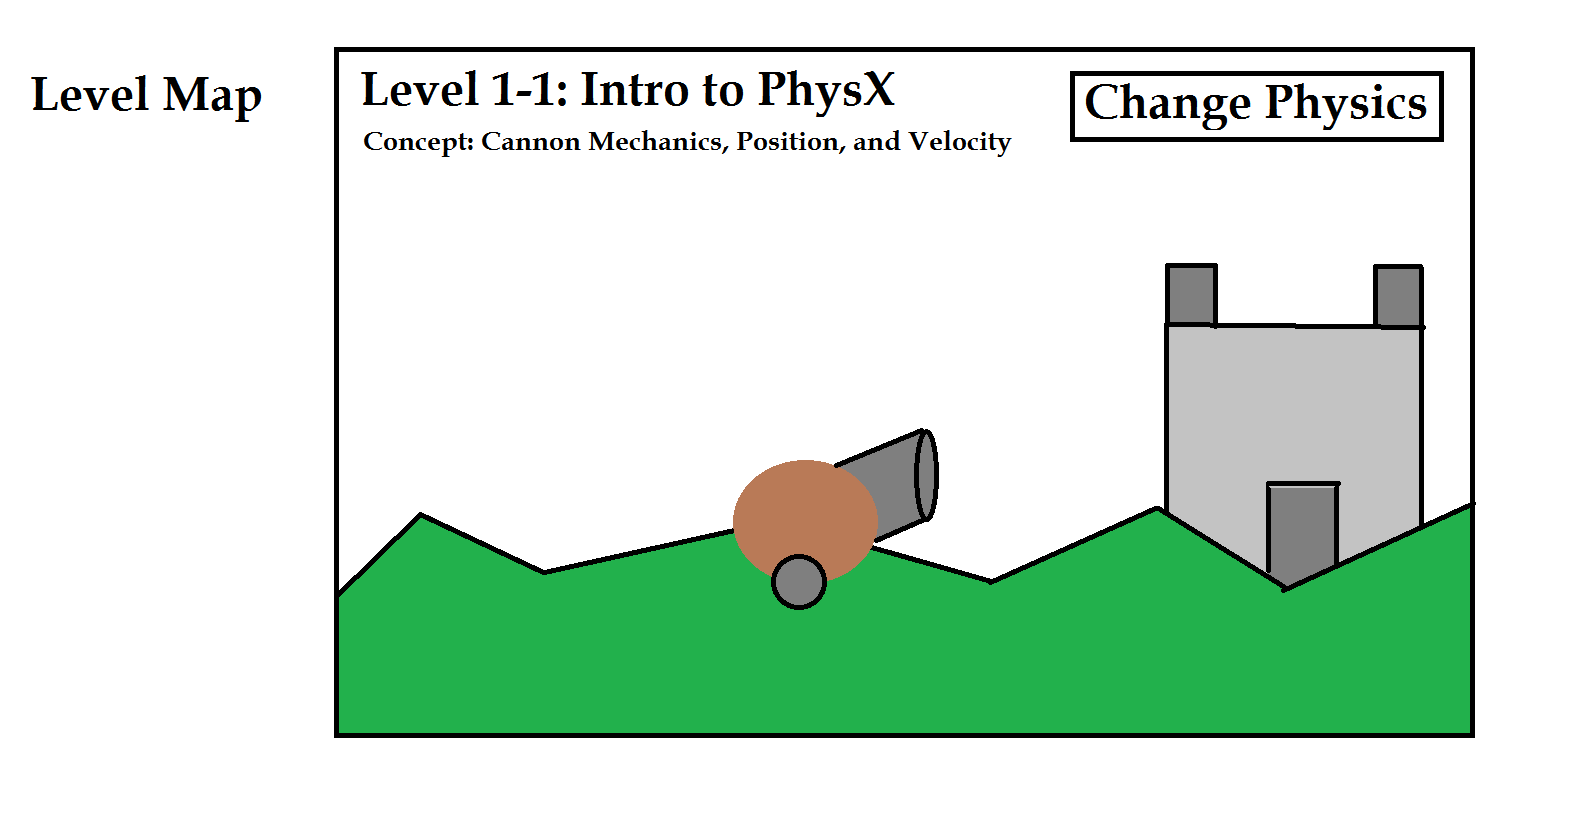 Level Map
Level 1-1: Intro to PhysX
Change Physics
Concept: Cannon Mechanics, Position, and Velocity